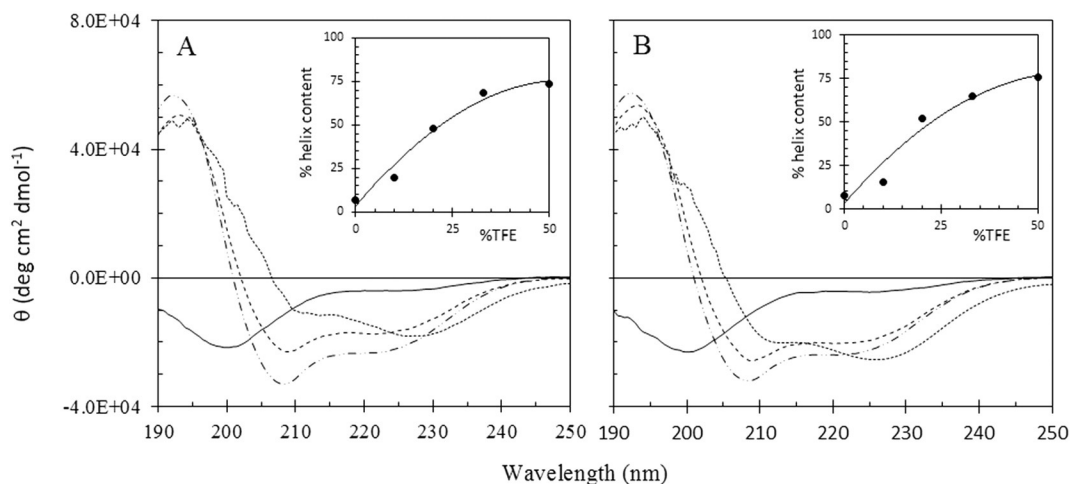 A
B
θ (deg cm² dmol⁻¹)
8.0E+04
4.0E+04
0.0E+00
-4.0E+04
190 200 210 220 230 240 250
190 200 210 220 230 240 250
Wavelength (nm)
% helix content
100
75
50
25
0
0 25 50
%TFE
% helix content
100
75
50
25
0
0 25 50
%TFE